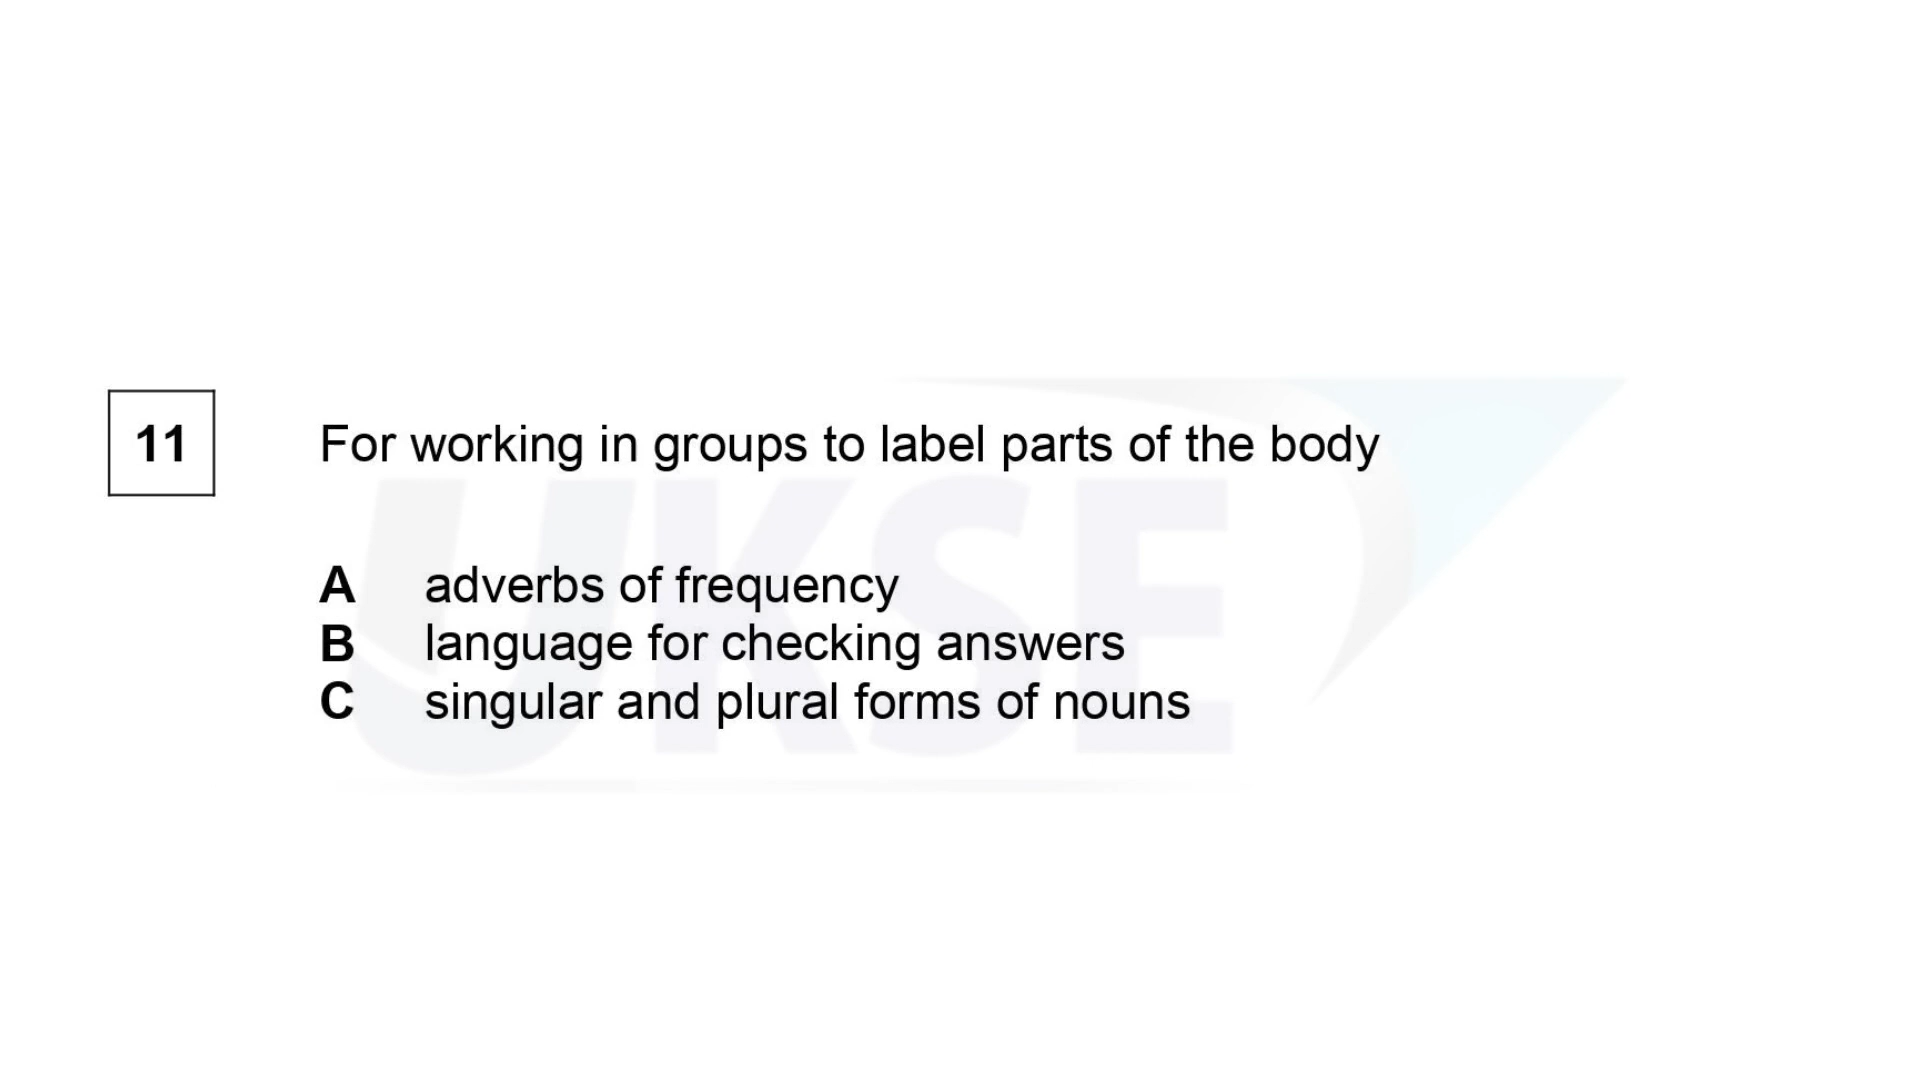 11 For working in groups to label parts of the body
A adverbs of frequency
B language for checking answers
C singular and plural forms of nouns
UKSE